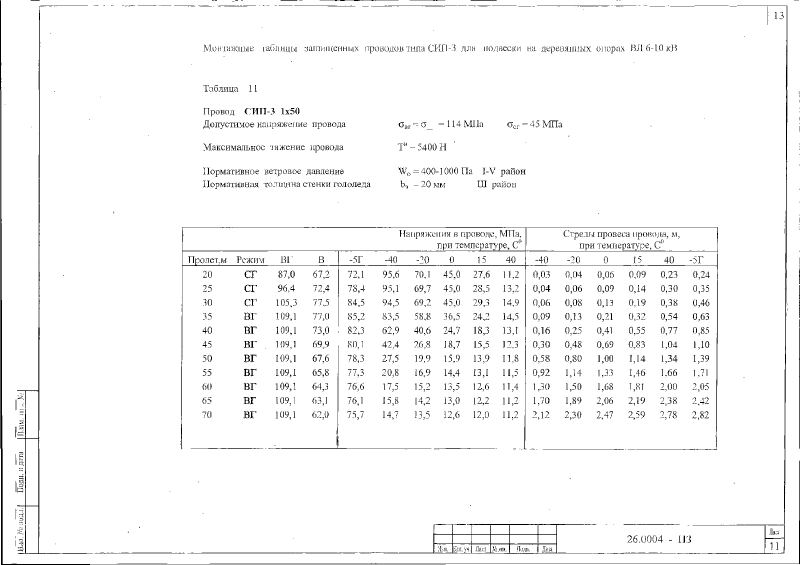 13
Монтажные таблицы защищенных проводов типа СИП-3 для подвески на деревянных опорах ВЛ 6-10 кВ
Таблица 11
Провод СИП-3 1x50
Допустимое напряжение провода σвг = σ_ = 114 МПа σсг = 45 МПа
Максимальное тяжение провода Тн = 5400 Н
Нормативное ветровое давление Wo = 400-1000 Па I-V район
Нормативная толщина стенки гололеда bэ = 20 мм III район
Напряжения в проводе, МПа, Стрелы провеса провода, м,
при температуре, С0 при температуре, С0
Пролет,м Режим ВГ В -5Г -40 -20 0 15 40 -40 -20 0 15 40 -5Г
20 СГ 87,0 67,2 72,1 95,6 70,1 45,0 27,6 11,2 0,03 0,04 0,06 0,09 0,23 0,24
25 СГ 96,4 72,4 78,4 95,1 69,7 45,0 28,5 13,2 0,04 0,06 0,09 0,14 0,30 0,35
30 СГ 105,3 77,5 84,5 94,5 69,2 45,0 29,3 14,9 0,06 0,08 0,13 0,19 0,38 0,46
35 ВГ 109,1 77,0 85,2 83,5 58,8 36,5 24,2 14,5 0,09 0,13 0,21 0,32 0,54 0,63
40 ВГ 109,1 73,0 82,3 62,9 40,6 24,7 18,3 13,1 0,16 0,25 0,41 0,55 0,77 0,85
45 ВГ 109,1 69,9 80,1 42,4 26,8 18,7 15,5 12,3 0,30 0,48 0,69 0,83 1,04 1,10
50 ВГ 109,1 67,6 78,3 27,5 19,9 15,9 13,9 11,8 0,58 0,80 1,00 1,14 1,34 1,39
55 ВГ 109,1 65,8 77,3 20,8 16,9 14,4 13,1 11,5 0,92 1,14 1,33 1,46 1,66 1,71
60 ВГ 109,1 64,3 76,6 17,5 15,2 13,5 12,6 11,4 1,30 1,50 1,68 1,81 2,00 2,05
65 ВГ 109,1 63,1 76,1 15,8 14,2 13,0 12,2 11,2 1,70 1,89 2,06 2,19 2,38 2,42
70 ВГ 109,1 62,0 75,7 14,7 13,5 12,6 12,0 11,2 2,12 2,30 2,47 2,59 2,78 2,82
Взам. инв. №
Подп. и дата
Инв. № подл.
26.0004 - ПЗ
Лист
11
Изм. Кол.уч Лист №док. Подп. Дата